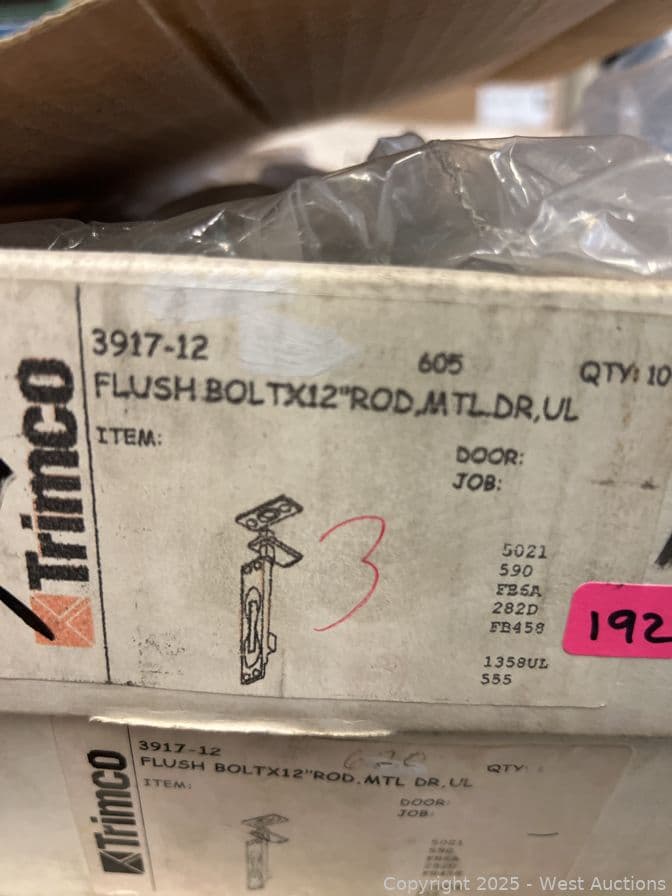 Trimco
3917-12
605
QTY: 10
FLUSH BOLTX12"ROD,MTL.DR,UL
ITEM:
DOOR:
JOB:
3
5021
590
FB6A
282D
FB458
1358UL
555
192
Trimco
3917-12
QTY
FLUSH BOLTX12"ROD.MTL DR,UL
ITEM:
DOOR:
JOB:
5021
590
Copyright 2025 - West Auctions